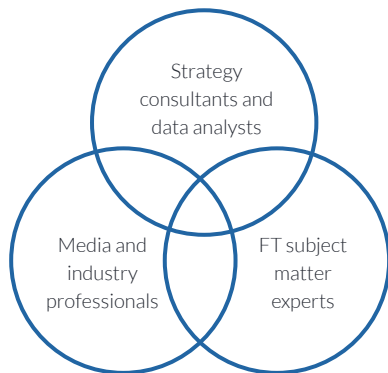 Strategy
consultants and
data analysts
Media and
industry
professionals
FT subject
matter
experts